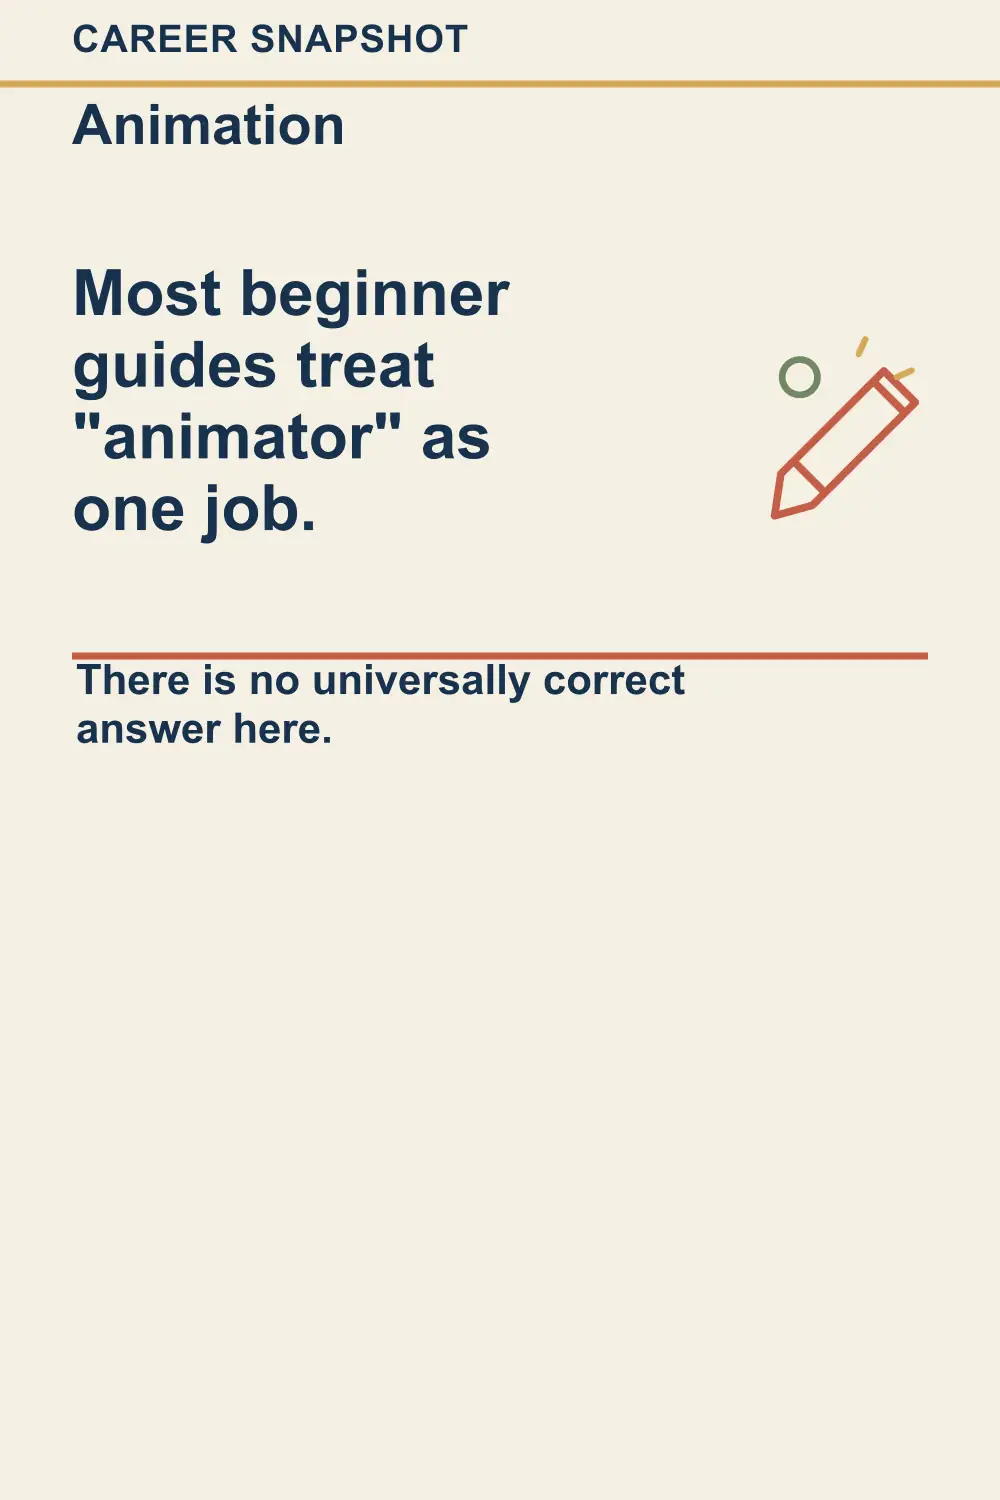 CAREER SNAPSHOT
Animation
Most beginner
guides treat
"animator" as
one job.
There is no universally correct
answer here.